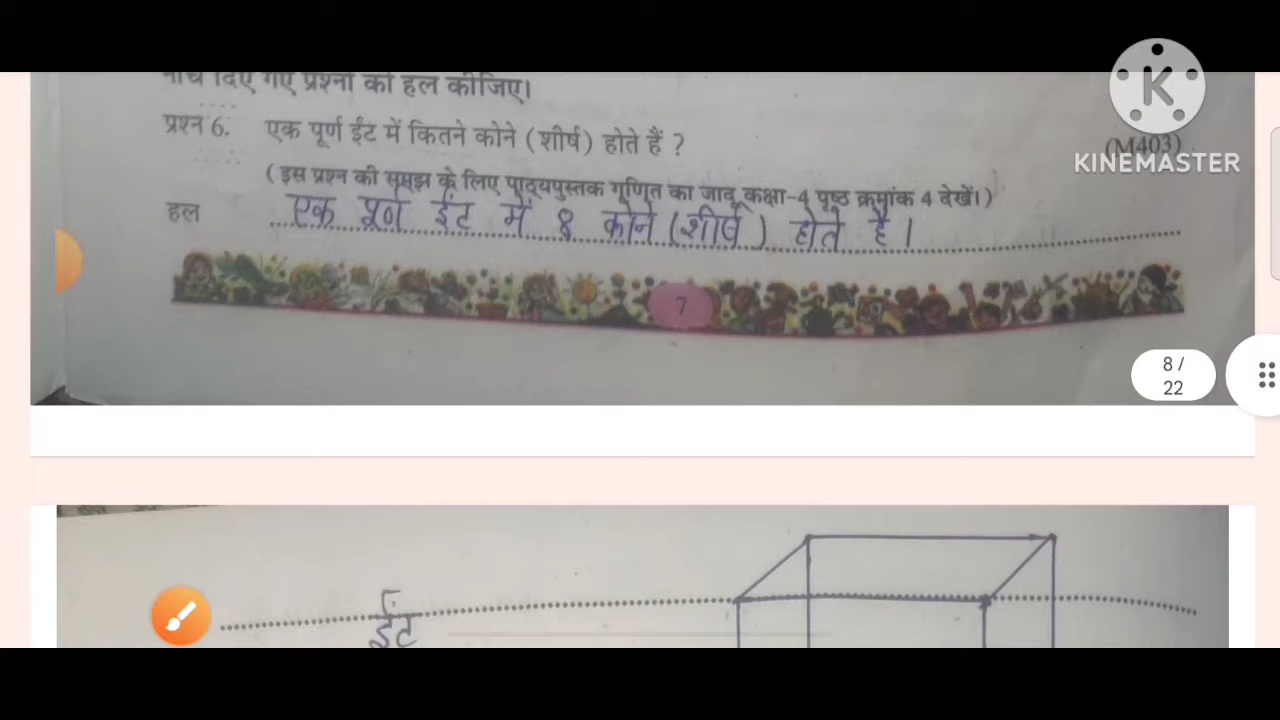 नीचे दिए गए प्रश्नों को हल कीजिए।
प्रश्न 6. एक पूर्ण ईंट में कितने कोने (शीर्ष) होते हैं ?
(M403)
KINEMASTER
(इस प्रश्न की समझ के लिए पाठ्यपुस्तक गणित का जादू कक्षा-4 पृष्ठ क्रमांक 4 देखें।)
हल एक पूर्ण ईंट में 8 कोने (शीर्ष) होते हैं।
7
8 /
22
ईंट